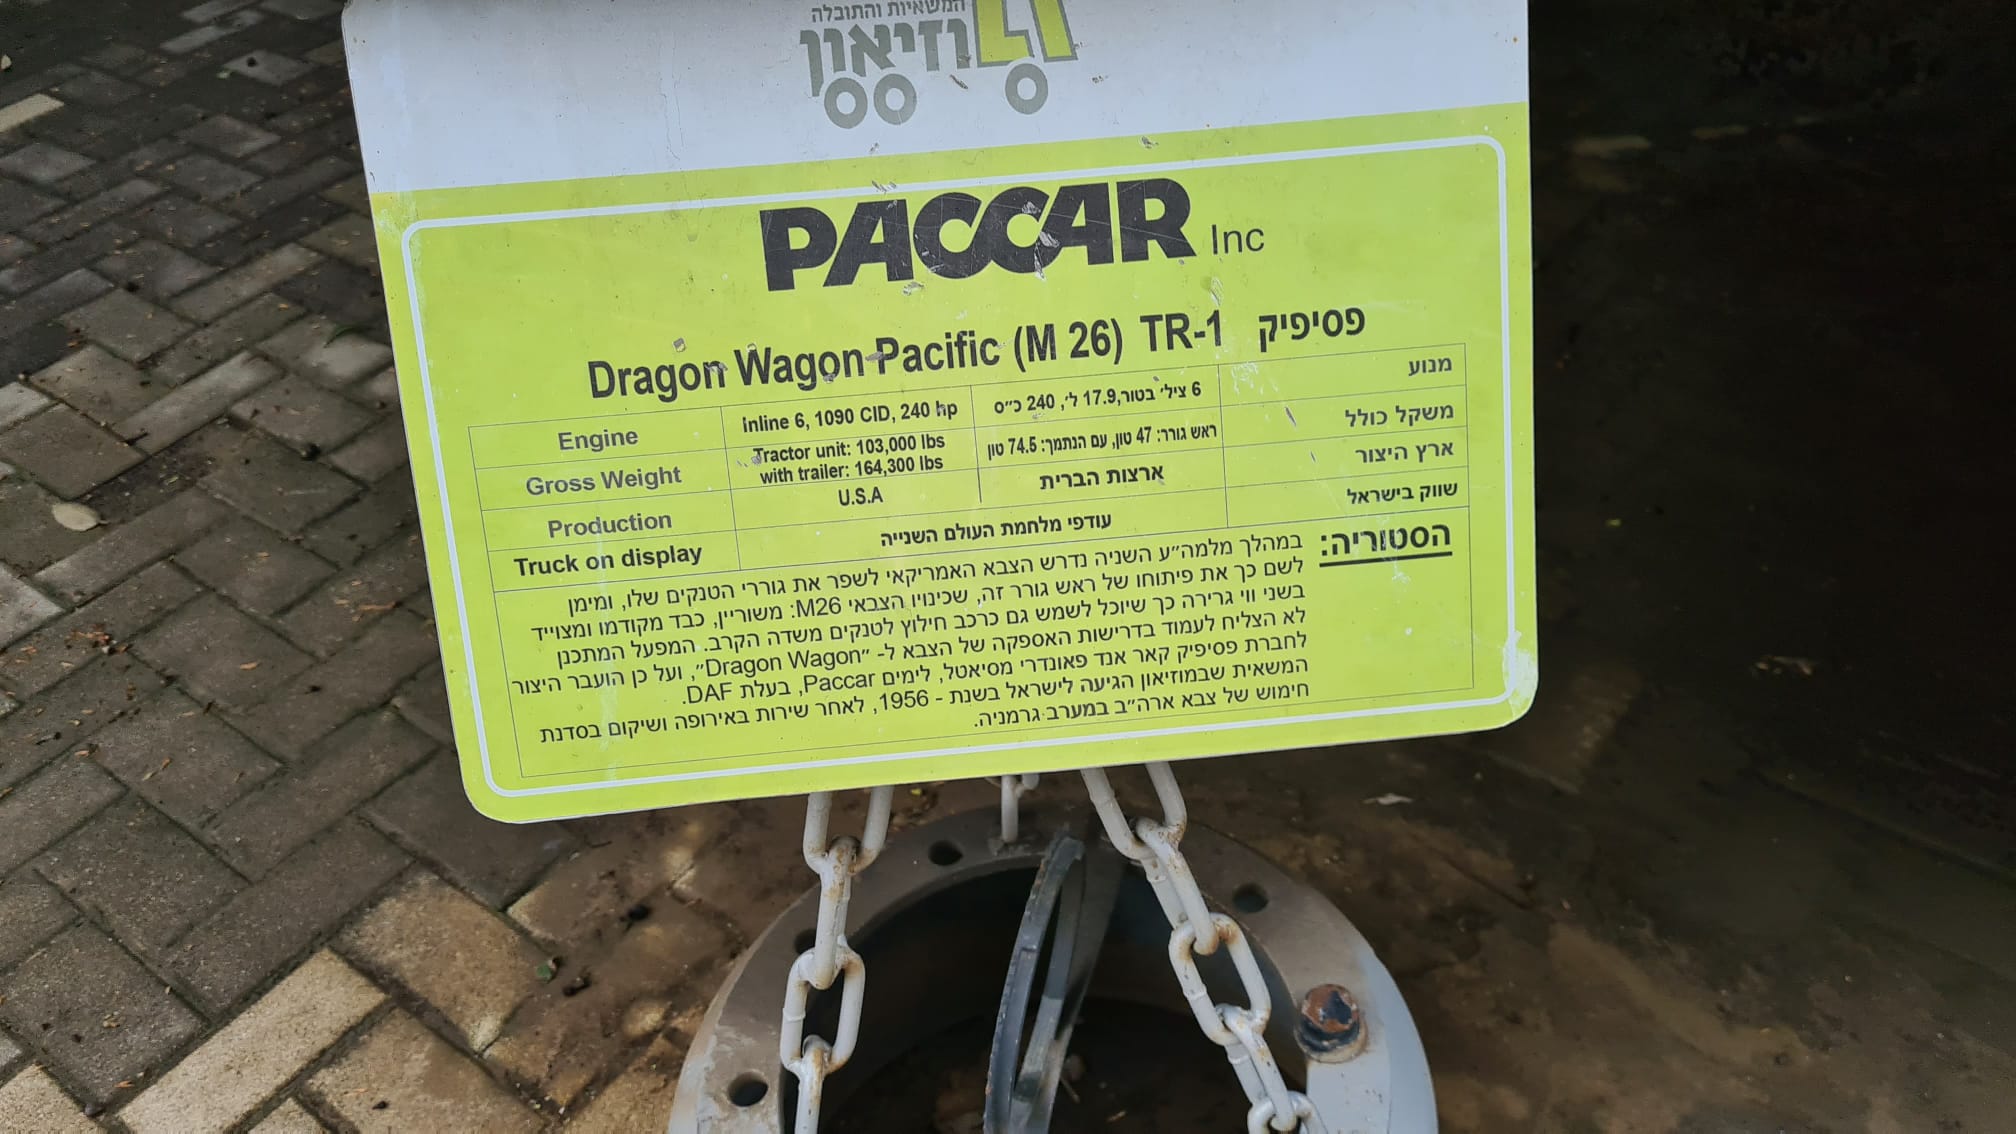 המשאיות והתובלה
וזיאון
PACCAR Inc
Dragon Wagon Pacific (M 26) TR-1 פסיפיק
Engine Inline 6, 1090 CID, 240 hp 6 ציל׳ בטור, 17.9 ל׳, 240 כ״ס מנוע
Gross Weight Tractor unit: 103,000 lbs ראש גורר: 47 טון, עם הנתמך: 74.5 טון משקל כולל
with trailer: 164,300 lbs
Production U.S.A ארצות הברית ארץ היצור
Truck on display עודפי מלחמת העולם השנייה שווק בישראל
הסטוריה: במהלך מלמה״ע השניה נדרש הצבא האמריקאי לשפר את גוררי הטנקים שלו, ומימן
לשם כך את פיתוחו של ראש גורר זה, שכינויו הצבאי M26: משוריין, כבד מקודמו ומצוייד
בשני ווי גרירה כך שיוכל לשמש גם כרכב חילוץ לטנקים משדה הקרב. המפעל המתכנן
לא הצליח לעמוד בדרישות האספקה של הצבא ל- ״Dragon Wagon״, ועל כן הועבר היצור
לחברת פסיפיק קאר אנד פאונדרי מסיאטל, לימים Paccar, בעלת DAF.
המשאית שבמוזיאון הגיעה לישראל בשנת - 1956, לאחר שירות באירופה ושיקום בסדנת
חימוש של צבא ארה״ב במערב גרמניה.